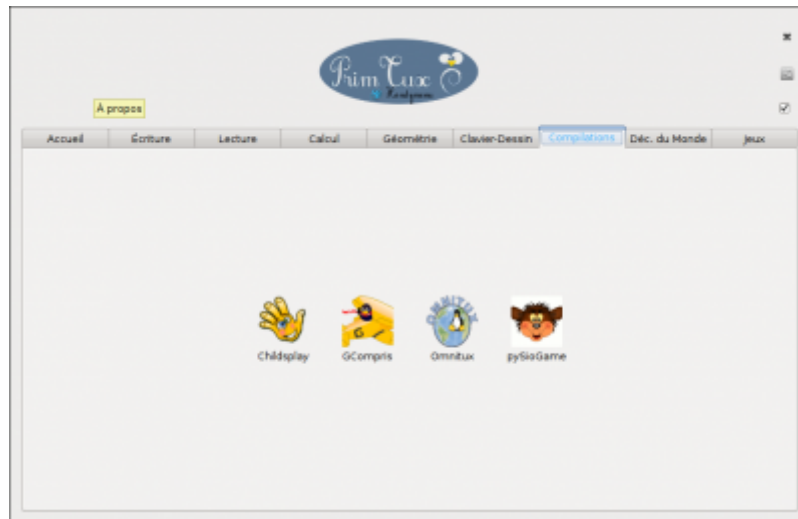 Prim Tux
À propos
Accueil Écriture Lecture Calcul Géométrie Clavier-Dessin Compilations Déc. du Monde Jeux
OMNITUX
Childsplay GCompris Omnitux pySioGame